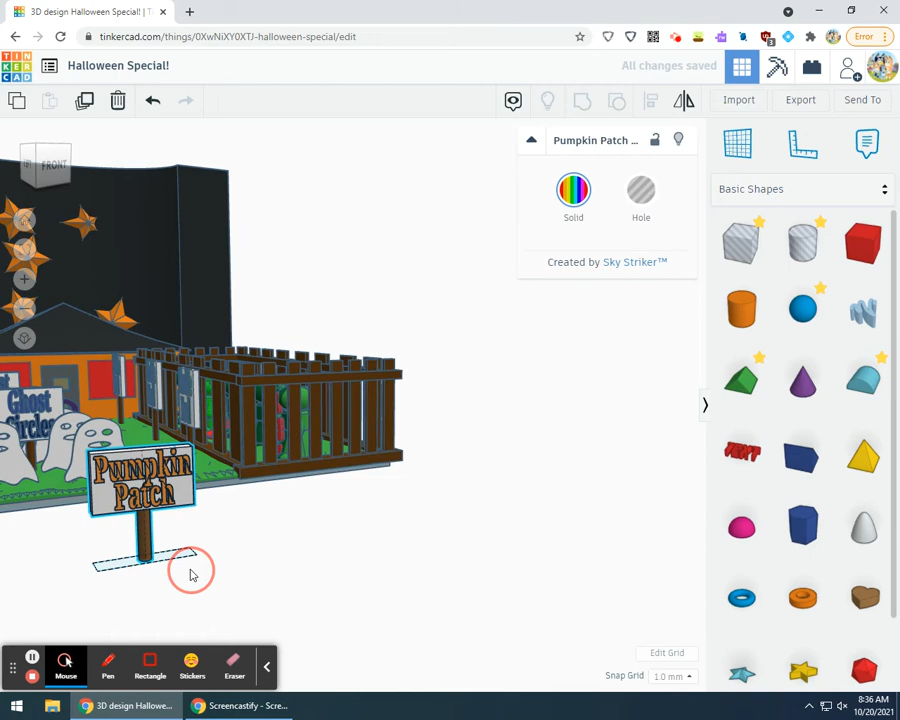 3D design Halloween Special! | T
tinkercad.com/things/0XwNiXY0XTJ-halloween-special/edit
Error
3
TIN
KER
CAD
Halloween Special!
All changes saved
Import
Export
Send To
FRONT
Pumpkin Patch ...
Solid
Hole
Created by Sky Striker™
Basic Shapes
TEXT
Ghost
Circles
Pumpkin
Patch
Edit Grid
Snap Grid
1.0 mm
Mouse
Pen
Rectangle
Stickers
Eraser
3D design Hallowe...
Screencastify - Scre...
8:36 AM
10/20/2021